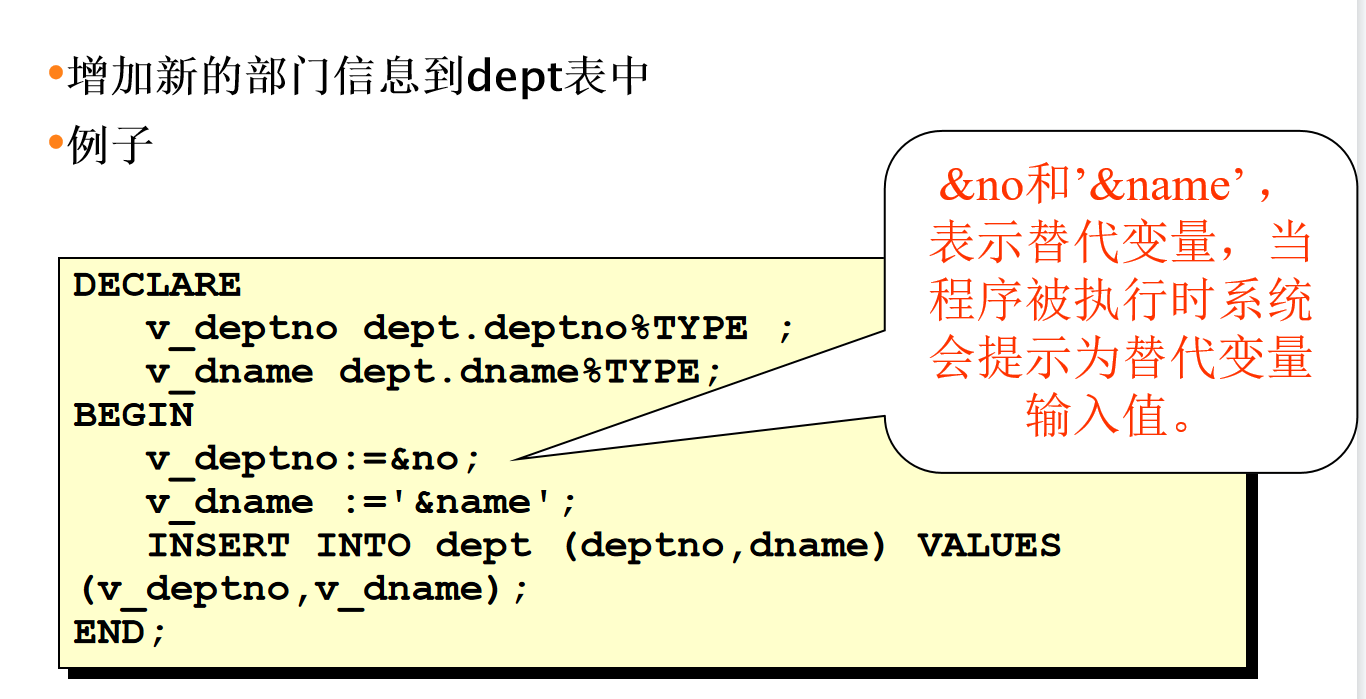 •增加新的部门信息到dept表中
•例子
&no和’&name’，
表示替代变量，当
程序被执行时系统
会提示为替代变量
输入值。
DECLARE
v_deptno dept.deptno%TYPE ;
v_dname dept.dname%TYPE;
BEGIN
v_deptno:=&no;
v_dname :='&name';
INSERT INTO dept (deptno,dname) VALUES
(v_deptno,v_dname);
END;